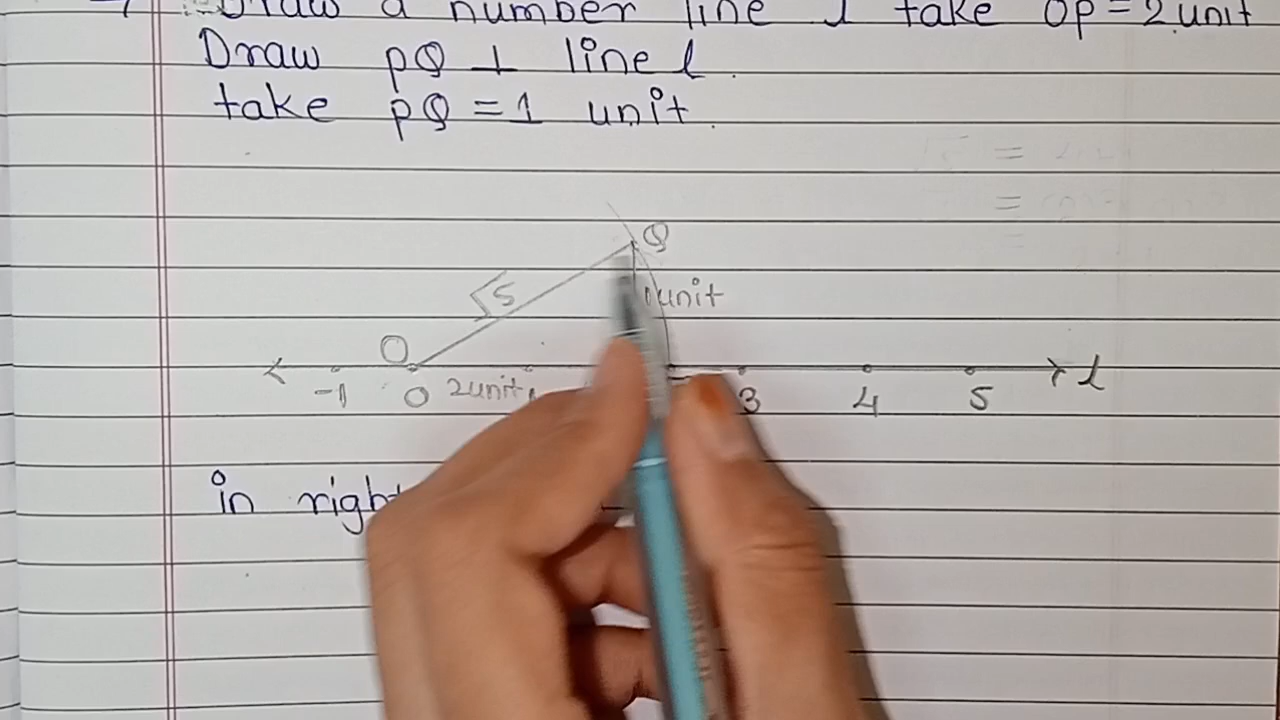 Draw a number line l take Op = 2 unit
Draw pQ ⊥ line l.
take pQ = 1 unit.
Q
√5
1unit
O
l
-1 0 2unit 3 4 5
in right